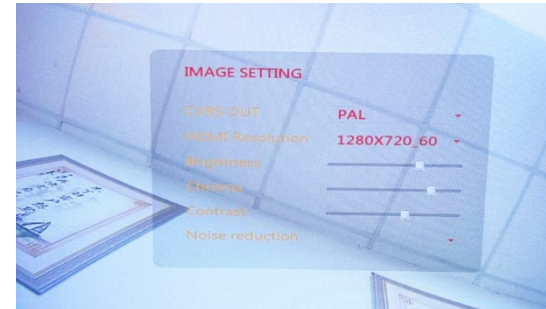 IMAGE SETTING
CVBS OUT PAL
HDMI Resolution 1280X720_60
Brightness
Chroma
Contrast
Noise reduction